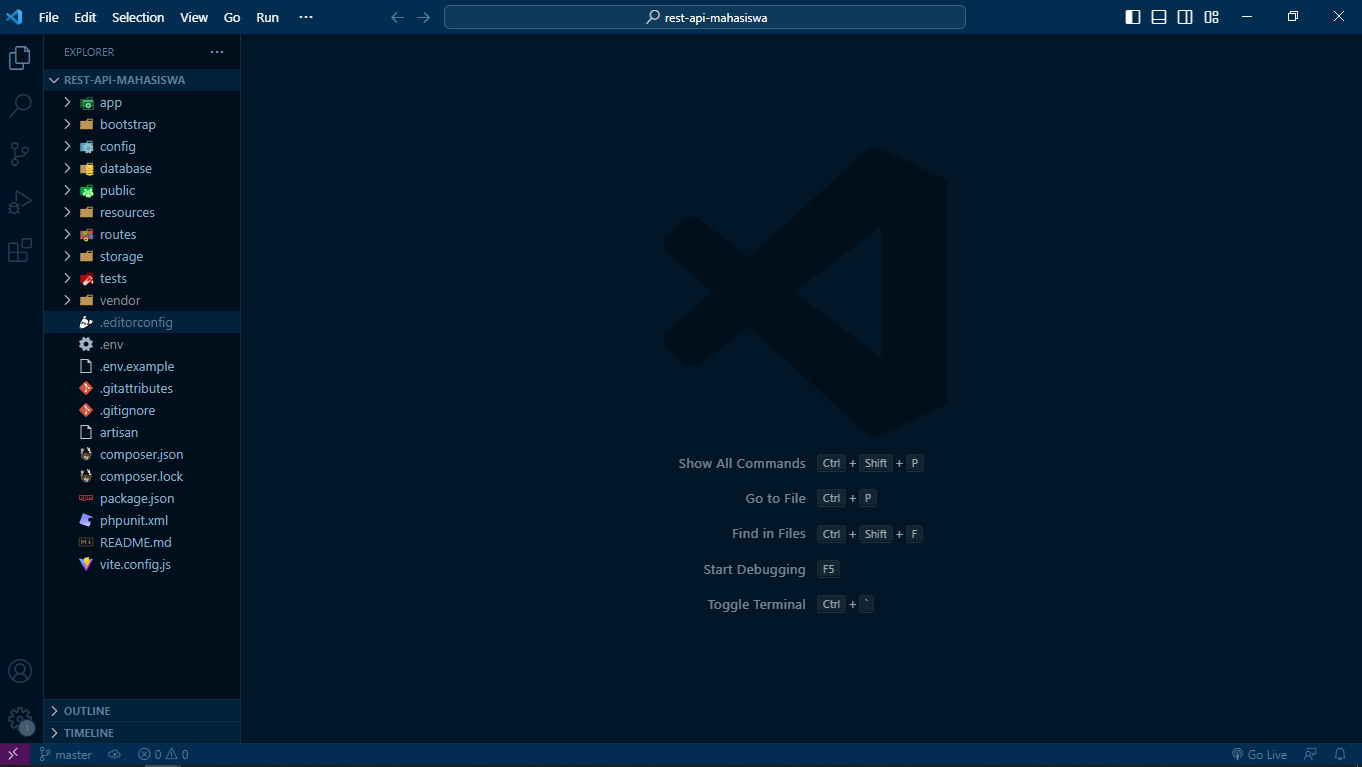 File Edit Selection View Go Run ··· rest-api-mahasiswa
EXPLORER ···
REST-API-MAHASISWA
app
bootstrap
config
database
public
resources
routes
storage
tests
vendor
.editorconfig
.env
.env.example
.gitattributes
.gitignore
artisan
composer.json
composer.lock
package.json
phpunit.xml
README.md
vite.config.js
Show All Commands Ctrl + Shift + P
Go to File Ctrl + P
Find in Files Ctrl + Shift + F
Start Debugging F5
Toggle Terminal Ctrl + `
OUTLINE
TIMELINE
1
master 0 0 Go Live